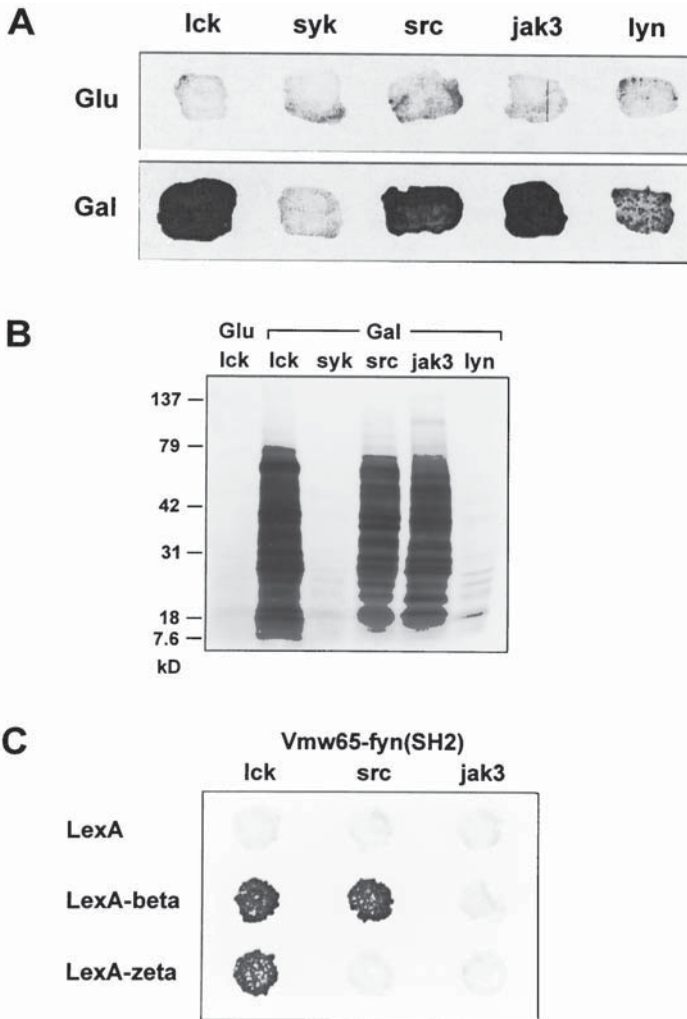 A
lck syk src jak3 lyn
Glu
Gal
B
Glu Gal
lck lck syk src jak3 lyn
137
79
42
31
18
7.6
kD
C
Vmw65-fyn(SH2)
lck src jak3
LexA
LexA-beta
LexA-zeta